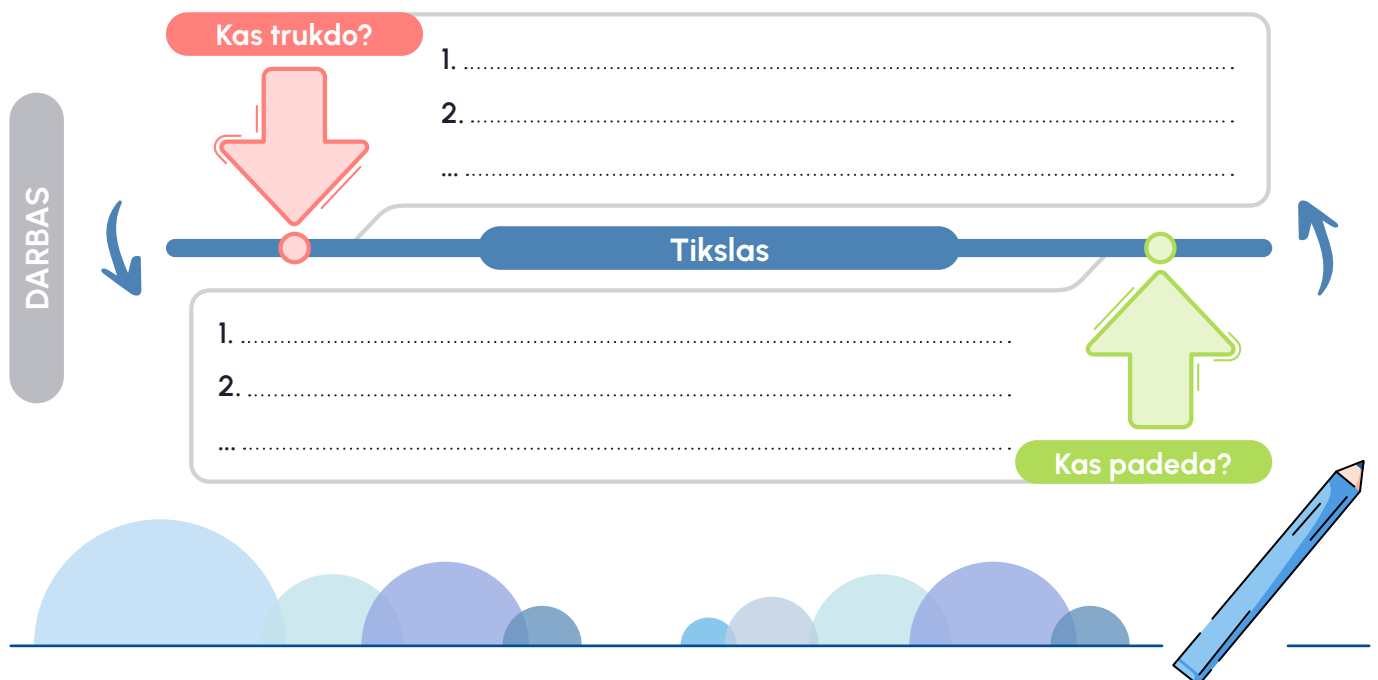 Kas trukdo?
1. ........................................................................
2. ........................................................................
... ........................................................................
DARBAS
Tikslas
1. ........................................................................
2. ........................................................................
... ........................................................................
Kas padeda?